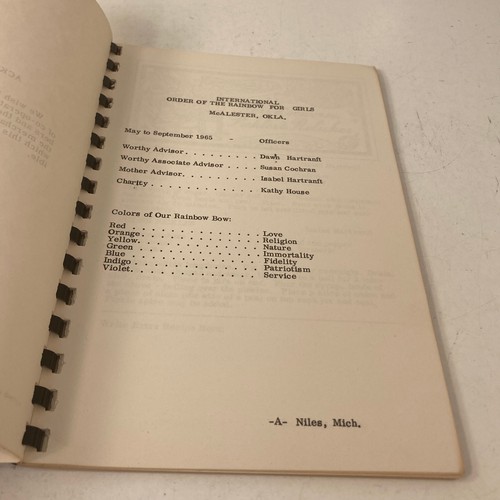 INTERNATIONAL
ORDER OF THE RAINBOW FOR GIRLS
McALESTER, OKLA.
May to September 1965 - Officers
Worthy Advisor. . . . . . . . . . Dawn Hartranft
Worthy Associate Advisor . . . . . Susan Cochran
Mother Advisor. . . . . . . . . . Isabel Hartranft
Charity . . . . . . . . . . . . . . Kathy House
Colors of Our Rainbow Bow:
Red . . . . . . . . . . . . . . . . . Love
Orange. . . . . . . . . . . . . . . . Religion
Yellow. . . . . . . . . . . . . . . . Nature
Green . . . . . . . . . . . . . . . . Immortality
Blue . . . . . . . . . . . . . . . . Fidelity
Indigo . . . . . . . . . . . . . . . Patriotism
Violet. . . . . . . . . . . . . . . . Service
-A- Niles, Mich.